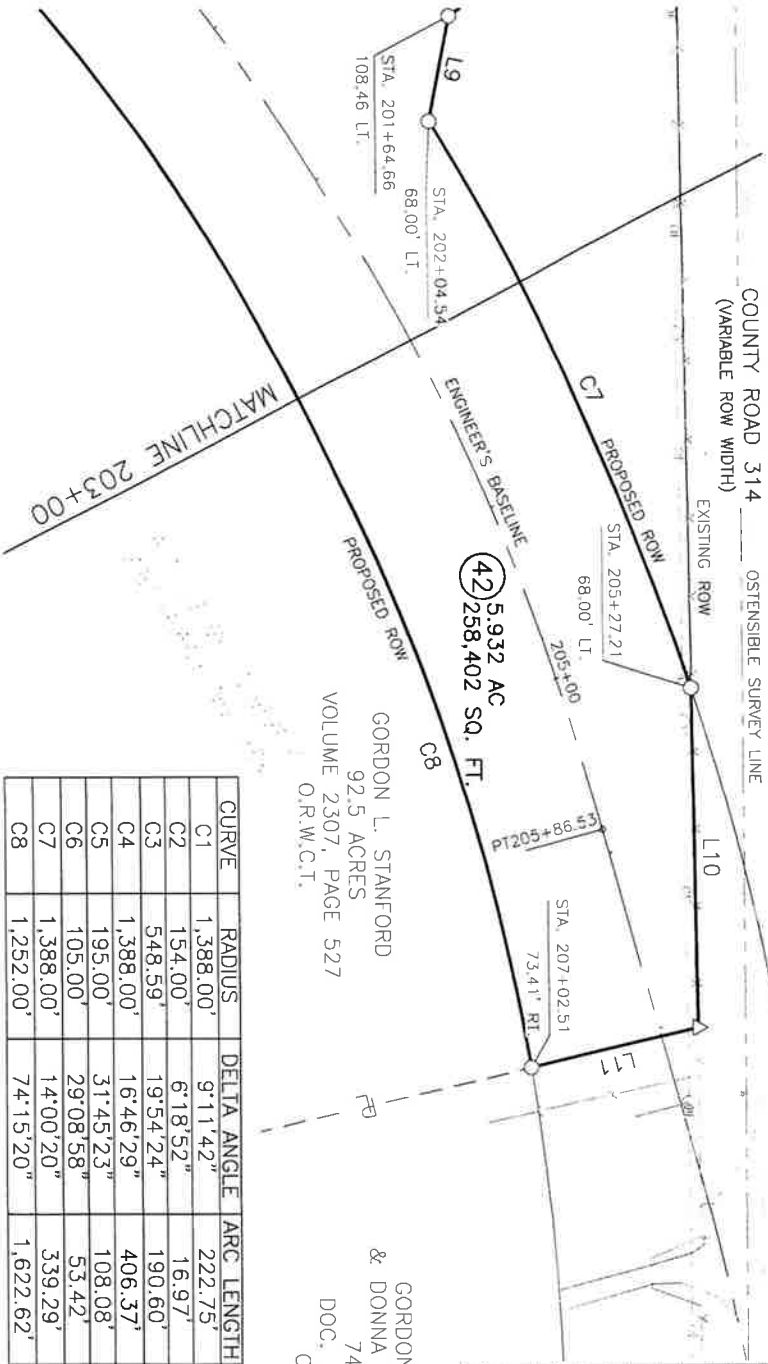 COUNTY ROAD 314
(VARIABLE ROW WIDTH)
OSTENSIBLE SURVEY LINE
EXISTING ROW
L9
STA. 201+64.66
108.46 LT.
STA. 202+04.54
68.00' LT.
C7
PROPOSED ROW
STA. 205+27.21
68.00' LT.
L10
ENGINEER'S BASELINE
205+00
42
5.932 AC
258,402 SQ. FT.
PT205+86.53
STA. 207+02.51
73.41' RT.
L11
MATCHLINE 203+00
PROPOSED ROW
C8
GORDON L. STANFORD
92.5 ACRES
VOLUME 2307, PAGE 527
O.R.W.C.T.
GORDON
& DONNA
74
DOC.
CURVE RADIUS DELTA ANGLE ARC LENGTH
C1 1,388.00' 9°11'42" 222.75'
C2 154.00' 6°18'52" 16.97'
C3 548.59' 19°54'24" 190.60'
C4 1,388.00' 16°46'29" 406.37'
C5 195.00' 31°45'23" 108.08'
C6 105.00' 29°08'58" 53.42'
C7 1,388.00' 14°00'20" 339.29'
C8 1,252.00' 74°15'20" 1,622.62'